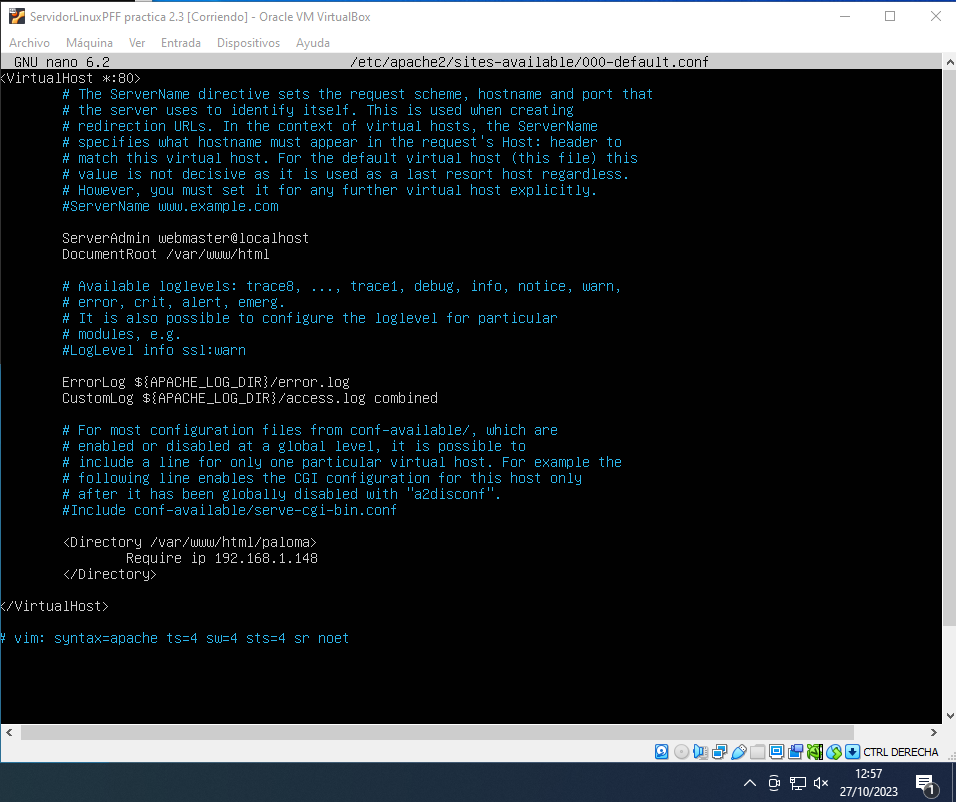 ServidorLinuxPFF practica 2.3 [Corriendo] - Oracle VM VirtualBox
Archivo Máquina Ver Entrada Dispositivos Ayuda
GNU nano 6.2 /etc/apache2/sites-available/000-default.conf
<VirtualHost *:80>
# The ServerName directive sets the request scheme, hostname and port that
# the server uses to identify itself. This is used when creating
# redirection URLs. In the context of virtual hosts, the ServerName
# specifies what hostname must appear in the request's Host: header to
# match this virtual host. For the default virtual host (this file) this
# value is not decisive as it is used as a last resort host regardless.
# However, you must set it for any further virtual host explicitly.
#ServerName www.example.com
ServerAdmin webmaster@localhost
DocumentRoot /var/www/html
# Available loglevels: trace8, ..., trace1, debug, info, notice, warn,
# error, crit, alert, emerg.
# It is also possible to configure the loglevel for particular
# modules, e.g.
#LogLevel info ssl:warn
ErrorLog ${APACHE_LOG_DIR}/error.log
CustomLog ${APACHE_LOG_DIR}/access.log combined
# For most configuration files from conf-available/, which are
# enabled or disabled at a global level, it is possible to
# include a line for only one particular virtual host. For example the
# following line enables the CGI configuration for this host only
# after it has been globally disabled with "a2disconf".
#Include conf-available/serve-cgi-bin.conf
<Directory /var/www/html/paloma>
Require ip 192.168.1.148
</Directory>
</VirtualHost>
# vim: syntax=apache ts=4 sw=4 sts=4 sr noet
CTRL DERECHA
12:57
27/10/2023
1